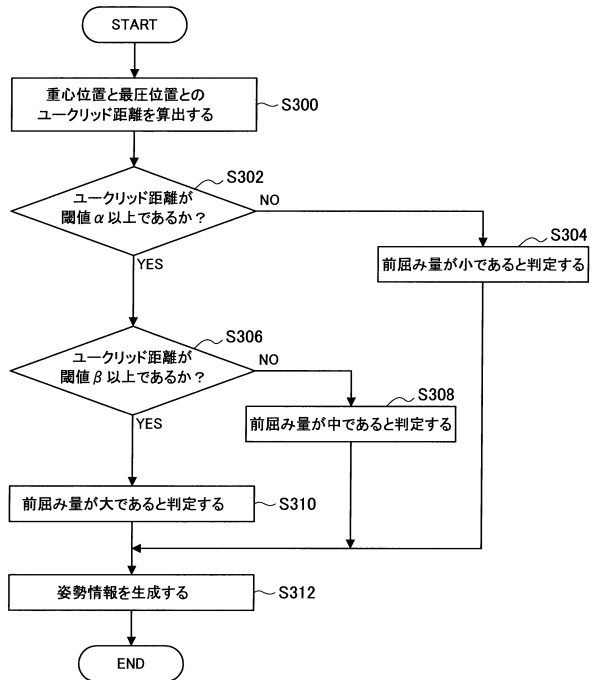 START
重心位置と最圧位置との
ユークリッド距離を算出する
S300
S302
ユークリッド距離が
閾値α以上であるか？
NO
YES
S304
前屈み量が小であると判定する
S306
ユークリッド距離が
閾値β以上であるか？
NO
YES
S308
前屈み量が中であると判定する
前屈み量が大であると判定する
S310
姿勢情報を生成する
S312
END